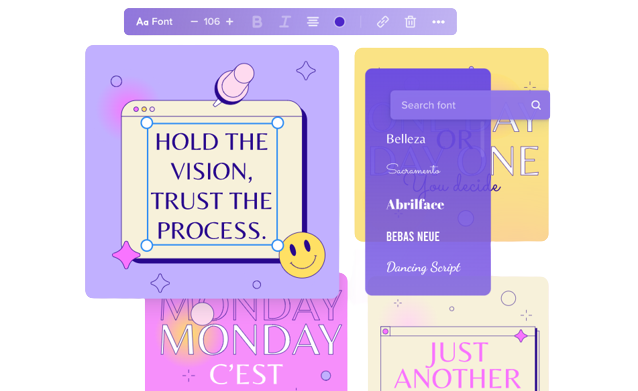 Aa Font − 106 + B I
HOLD THE
VISION,
TRUST THE
PROCESS.
Search font
Belleza
Sacramento
Abrilface
BEBAS NEUE
Dancing Script
OR
DAY ONE
You decide
MONDAY
MONDAY
C’EST
JUST
ANOTHER